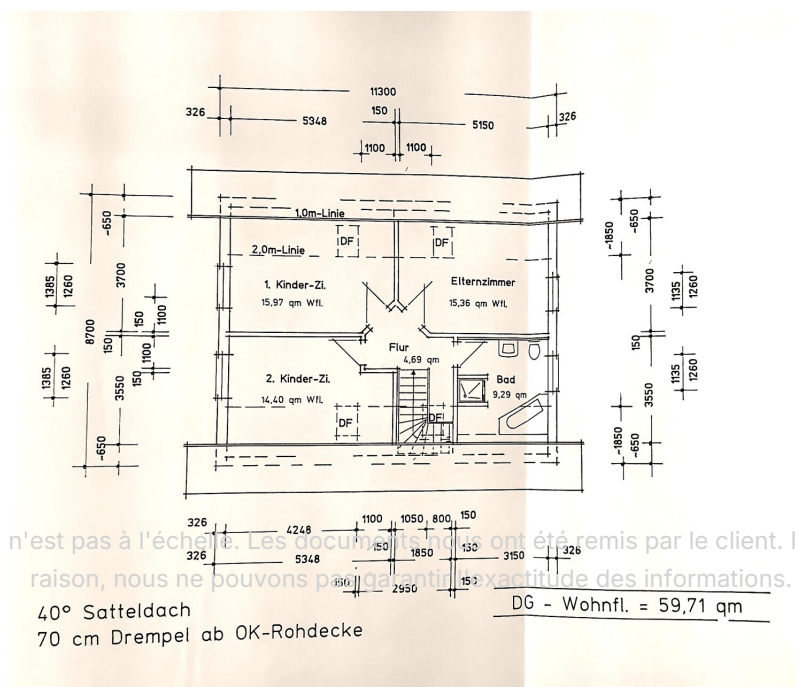 11300
326 5348 150 5150 326
1100 1100
1,0m-Linie
2,0m-Linie
DF DF
1. Kinder-Zi.
15,97 qm Wfl.
Elternzimmer
15,36 qm Wfl.
Flur
4,69 qm
2. Kinder-Zi.
14,40 qm Wfl.
Bad
9,29 qm
DF DF
~650
3700
8700
150
3550
~650
1385
1260
1385
1260
150
1100
1100
150
~1850
~650
3700
150
3550
~1850
~650
1135
1260
1135
1260
326 4248 1100 1050 800 150
326 5348 150 1850 150 3150 326
2950 150
n'est pas à l'échelle. Les documents nous ont été remis par le client.
raison, nous ne pouvons pas garantir l'exactitude des informations.
40° Satteldach
70 cm Drempel ab OK-Rohdecke
DG - Wohnfl. = 59,71 qm